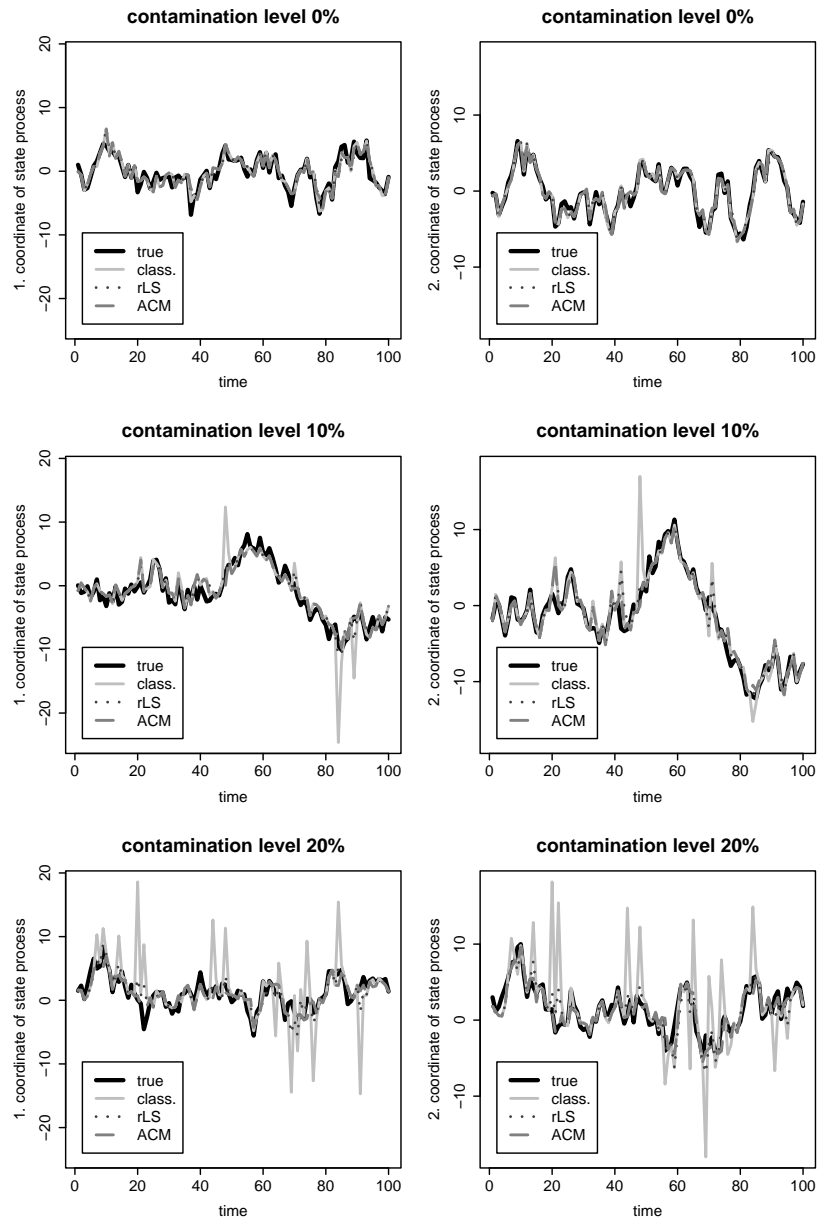 contamination level 0%
1. coordinate of state process
20
10
0
−10
−20
true
class.
rLS
ACM
0 20 40 60 80 100
time
contamination level 0%
2. coordinate of state process
10
0
−10
true
class.
rLS
ACM
0 20 40 60 80 100
time
contamination level 10%
1. coordinate of state process
20
10
0
−10
−20
true
class.
rLS
ACM
0 20 40 60 80 100
time
contamination level 10%
2. coordinate of state process
10
0
−10
true
class.
rLS
ACM
0 20 40 60 80 100
time
contamination level 20%
1. coordinate of state process
20
10
0
−10
−20
true
class.
rLS
ACM
0 20 40 60 80 100
time
contamination level 20%
2. coordinate of state process
10
0
−10
true
class.
rLS
ACM
0 20 40 60 80 100
time